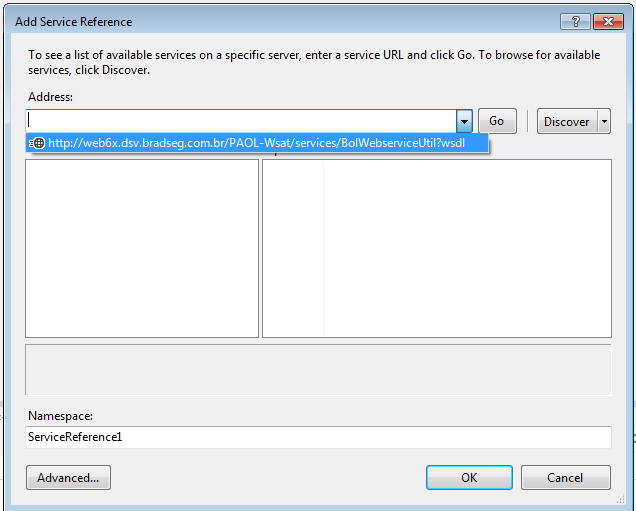 Add Service Reference
?
To see a list of available services on a specific server, enter a service URL and click Go. To browse for available
services, click Discover.
Address:
Go
Discover
http://web6x.dsv.bradseg.com.br/PAOL-Wsat/services/BolWebserviceUtil?wsdl
Namespace:
ServiceReference1
Advanced...
OK
Cancel